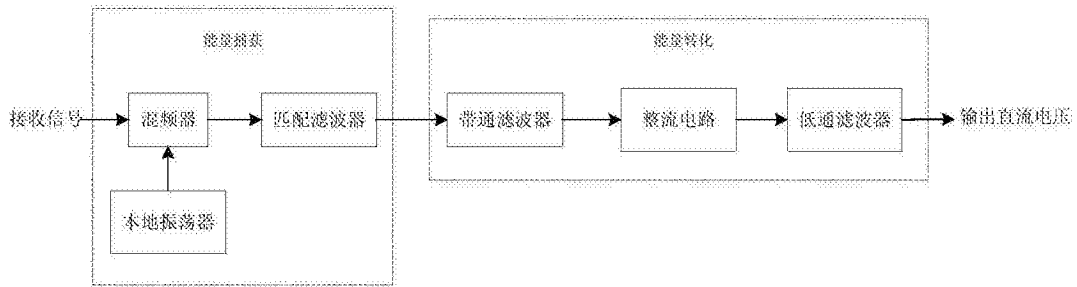 能量捕获
能量转化
接收信号
混频器
匹配滤波器
带通滤波器
整流电路
低通滤波器
输出直流电压
本地振荡器